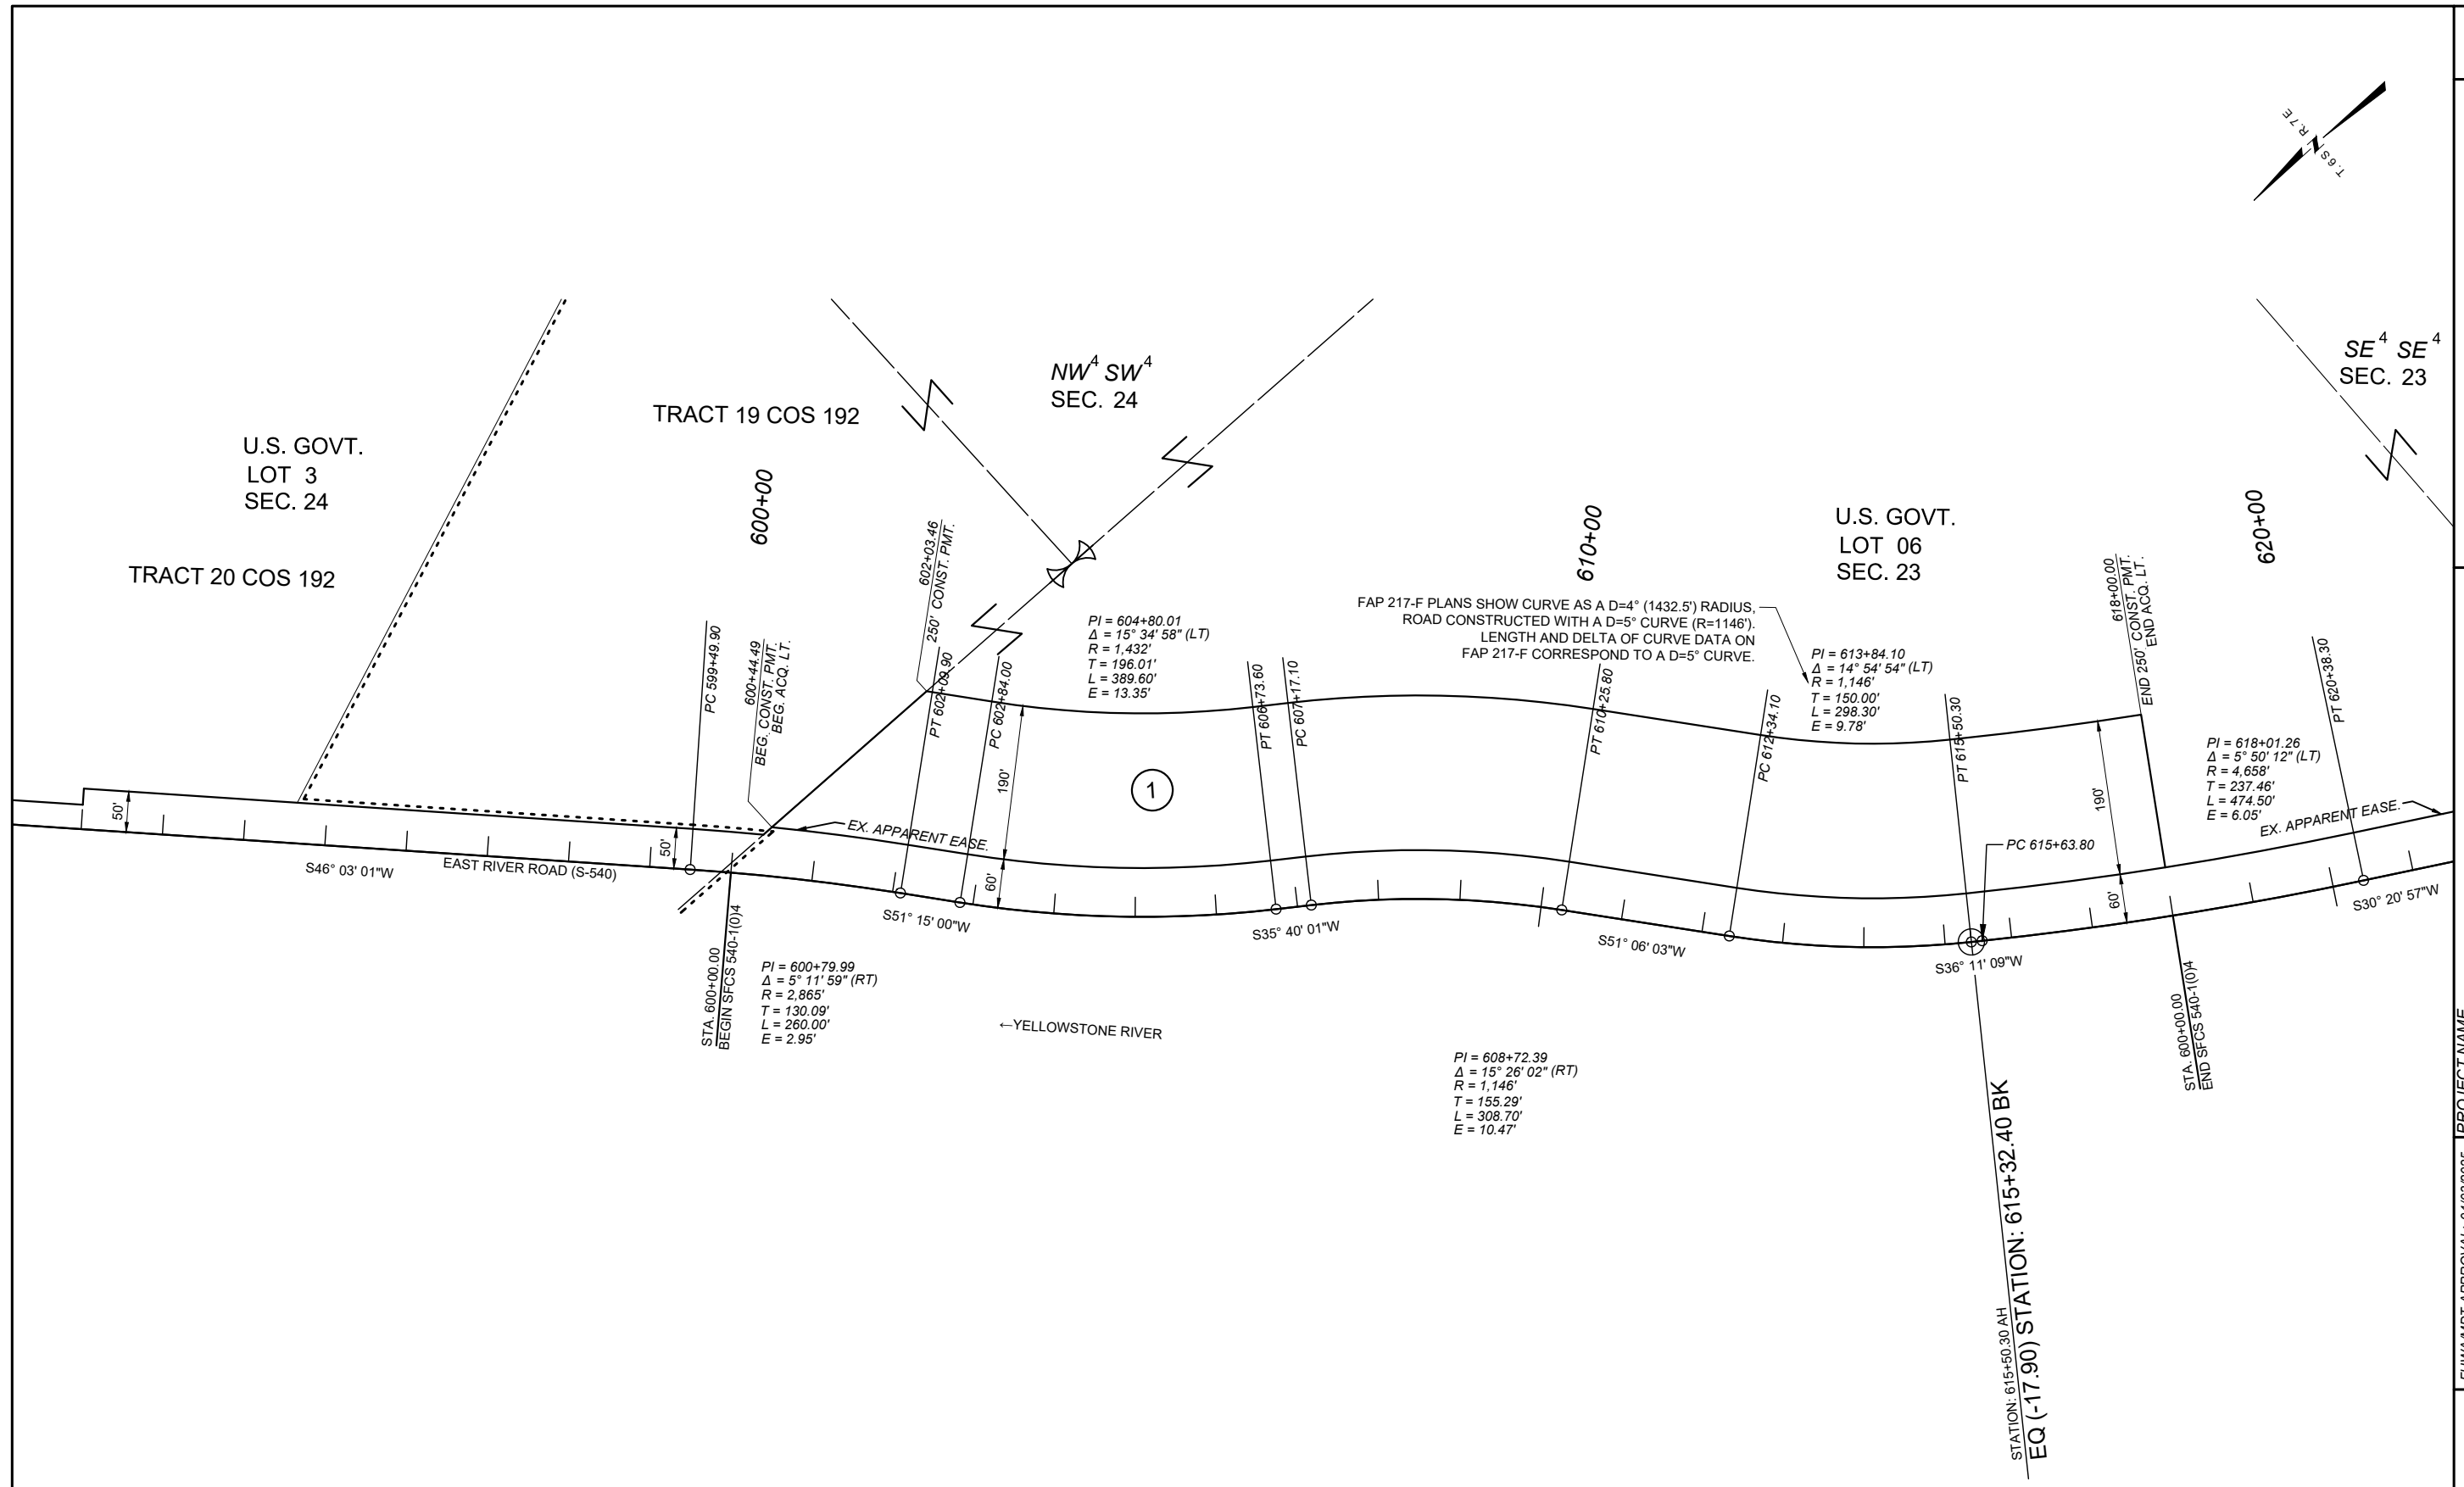 R.7E
T.6S
SE 4 SE 4
SEC. 23
NW 4 SW 4
SEC. 24
TRACT 19 COS 192
U.S. GOVT.
LOT 3
SEC. 24
TRACT 20 COS 192
600+00
610+00
620+00
U.S. GOVT.
LOT 06
SEC. 23
PC 599+49.90
600+44.49
BEG. CONST. PMT.
BEG. ACQ. LT.
602+03.46
250' CONST. PMT.
PT 602+09.90
PC 602+84.00
PI = 604+80.01
Δ = 15° 34' 58" (LT)
R = 1,432'
T = 196.01'
L = 389.60'
E = 13.35'
PT 606+73.60
PC 607+17.10
FAP 217-F PLANS SHOW CURVE AS A D=4° (1432.5') RADIUS,
ROAD CONSTRUCTED WITH A D=5° CURVE (R=1146').
LENGTH AND DELTA OF CURVE DATA ON
FAP 217-F CORRESPOND TO A D=5° CURVE.
PT 610+25.80
PC 612+34.10
PI = 613+84.10
Δ = 14° 54' 54" (LT)
R = 1,146'
T = 150.00'
L = 298.30'
E = 9.78'
PT 615+50.30
618+00.00
END 250' CONST. PMT.
END ACQ. LT.
PT 620+38.30
PI = 618+01.26
Δ = 5° 50' 12" (LT)
R = 4,658'
T = 237.46'
L = 474.50'
E = 6.05'
EX. APPARENT EASE.
PC 615+63.80
50'
50'
EX. APPARENT EASE.
190'
60'
1
190'
60'
S46° 03' 01"W
EAST RIVER ROAD (S-540)
S51° 15' 00"W
S35° 40' 01"W
S51° 06' 03"W
S36° 11' 09"W
S30° 20' 57"W
STA. 600+00.00
BEGIN SFCS 540-1(0)4
PI = 600+79.99
Δ = 5° 11' 59" (RT)
R = 2,865'
T = 130.09'
L = 260.00'
E = 2.95'
←YELLOWSTONE RIVER
PI = 608+72.39
Δ = 15° 26' 02" (RT)
R = 1,146'
T = 155.29'
L = 308.70'
E = 10.47'
STATION: 615+50.30 AH
EQ (-17.90) STATION: 615+32.40 BK
STA. 600+00.00
END SFCS 540-1(0)4
PROJECT NAME